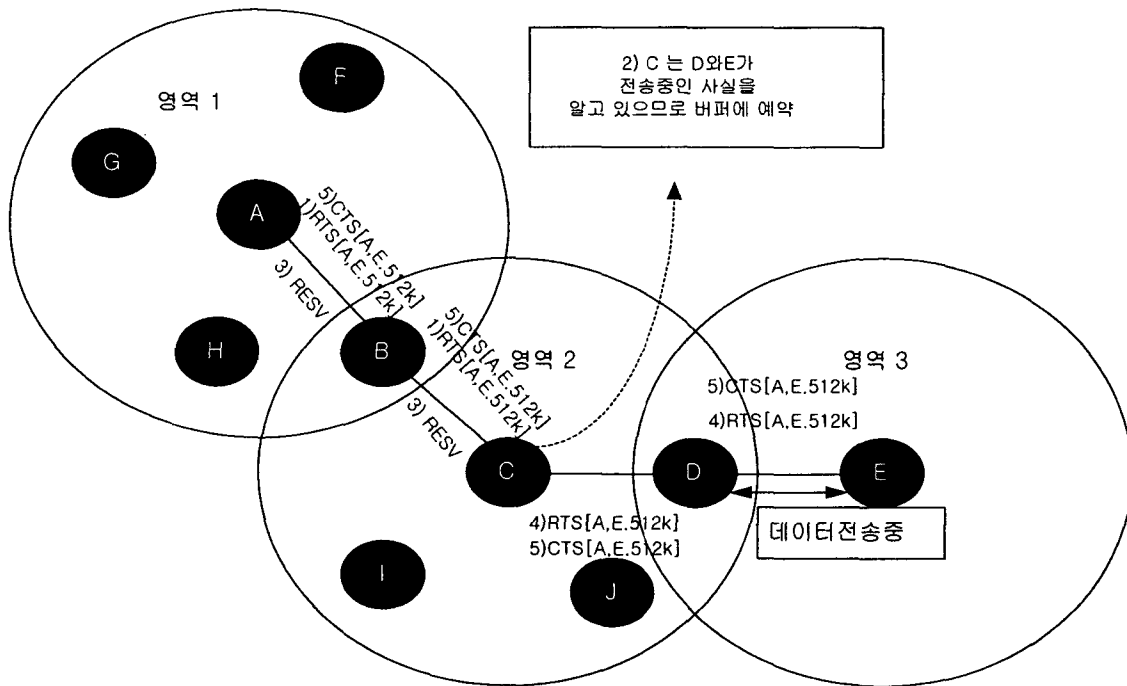 2) C 는 D와E가
전송중인 사실을
알고 있으므로 버퍼에 예약
F
영역 1
G
A
5)CTS[A,E.512k]
1)RTS[A,E.512k]
3) RESV
H
B
5)CTS[A,E.512k]
1)RTS[A,E.512k]
3) RESV
영역 2
영역 3
5)CTS[A,E.512k]
4)RTS[A,E.512k]
C
D
E
4)RTS[A,E.512k]
5)CTS[A,E.512k]
데이터전송중
I
J